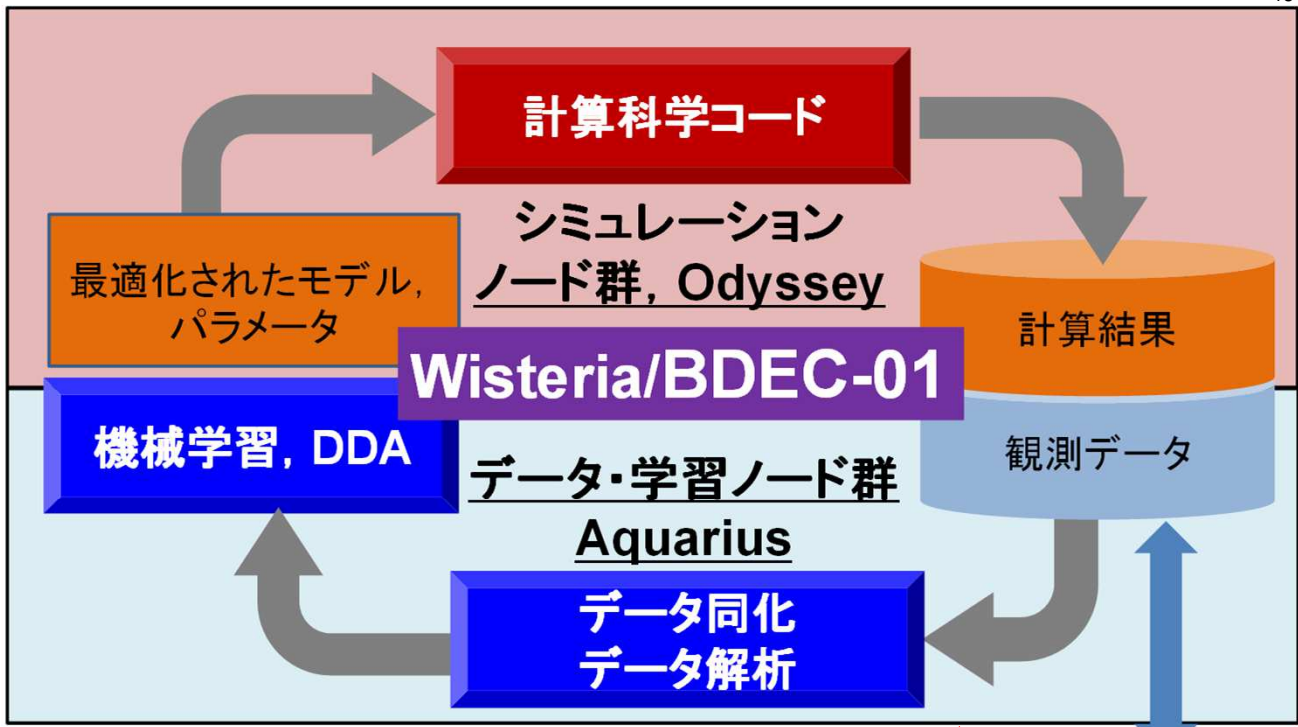 計算科学コード
シミュレーション
ノード群, Odyssey
最適化されたモデル,
パラメータ
計算結果
Wisteria/BDEC-01
機械学習, DDA
観測データ
データ・学習ノード群
Aquarius
データ同化
データ解析